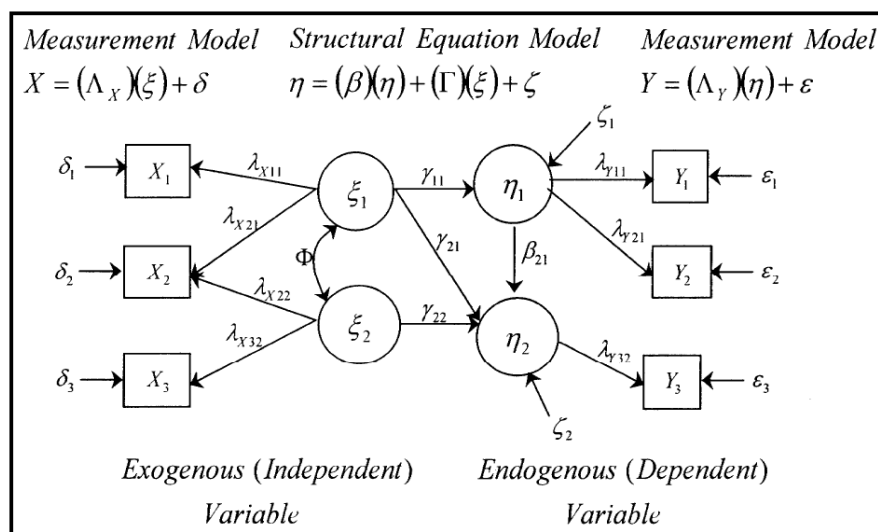 Measurement Model   Structural Equation Model   Measurement Model
X = (Λ_X)(ξ) + δ   η = (β)(η) + (Γ)(ξ) + ζ   Y = (Λ_Y)(η) + ε
ζ₁
δ₁ X₁ λ_X11 ξ₁ γ₁₁ η₁ λ_Y11 Y₁ ε₁
λ_X21 γ₂₁ λ_Y21
δ₂ X₂ Φ β₂₁ Y₂ ε₂
λ_X22
ξ₂ γ₂₂ η₂
λ_X32 λ_Y32
δ₃ X₃ Y₃ ε₃
ζ₂
Exogenous (Independent)   Endogenous (Dependent)
Variable   Variable